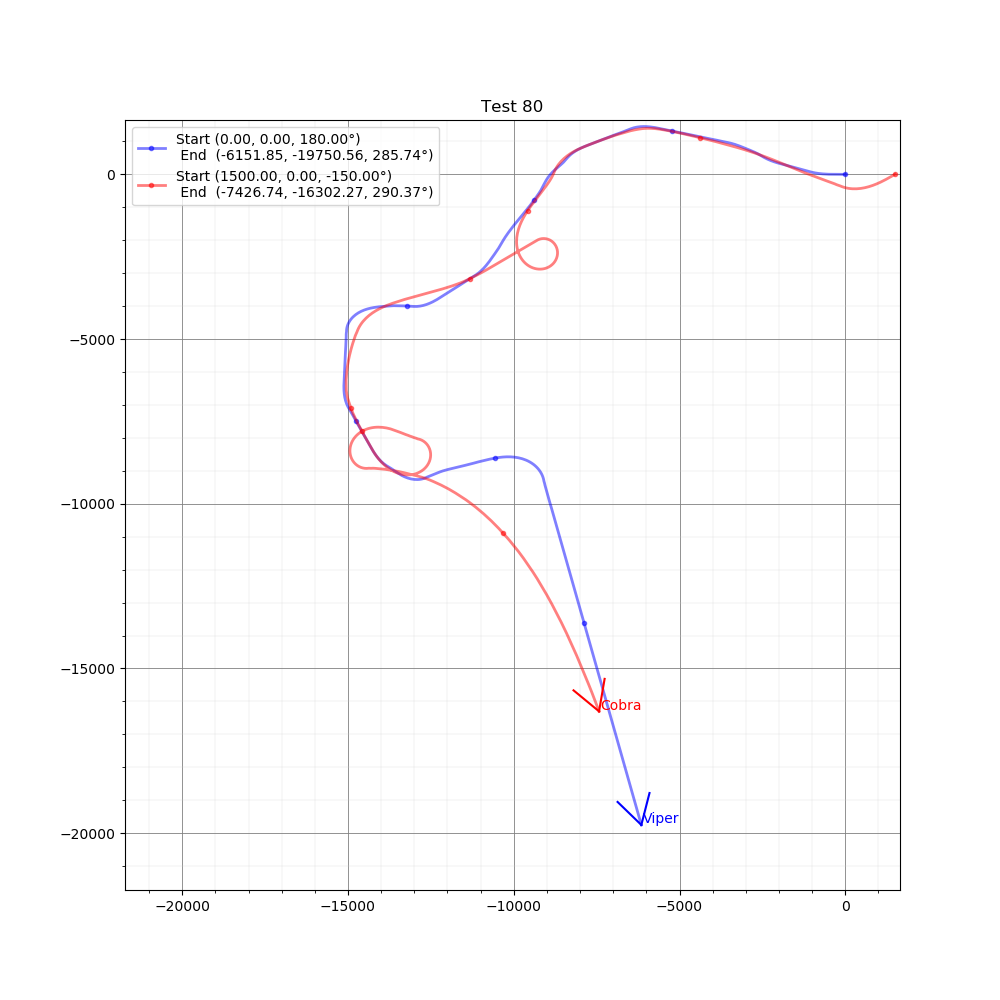 Test 80
Start (0.00, 0.00, 180.00°)
End  (-6151.85, -19750.56, 285.74°)
Start (1500.00, 0.00, -150.00°)
End  (-7426.74, -16302.27, 290.37°)
0
−5000
−10000
−15000
−20000
Cobra
Viper
−20000
−15000
−10000
−5000
0